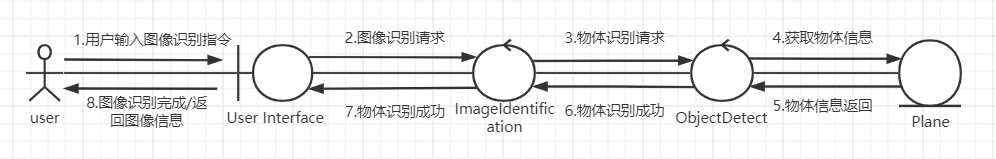 1.用户输入图像识别指令
2.图像识别请求
3.物体识别请求
4.获取物体信息
8.图像识别完成/返
回图像信息
7.物体识别成功
6.物体识别成功
5.物体信息返回
user
User Interface
ImageIdentific
ation
ObjectDetect
Plane